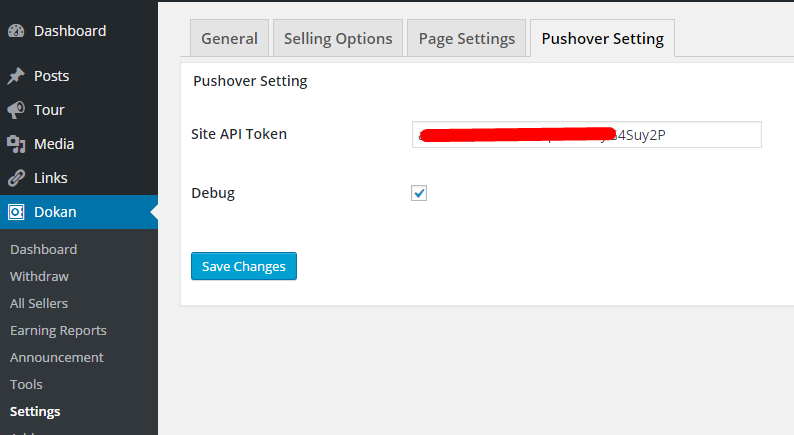 Dashboard
Posts
Tour
Media
Links
Dokan
Dashboard
Withdraw
All Sellers
Earning Reports
Announcement
Tools
Settings
General
Selling Options
Page Settings
Pushover Setting
Pushover Setting
Site API Token
4Suy2P
Debug
Save Changes